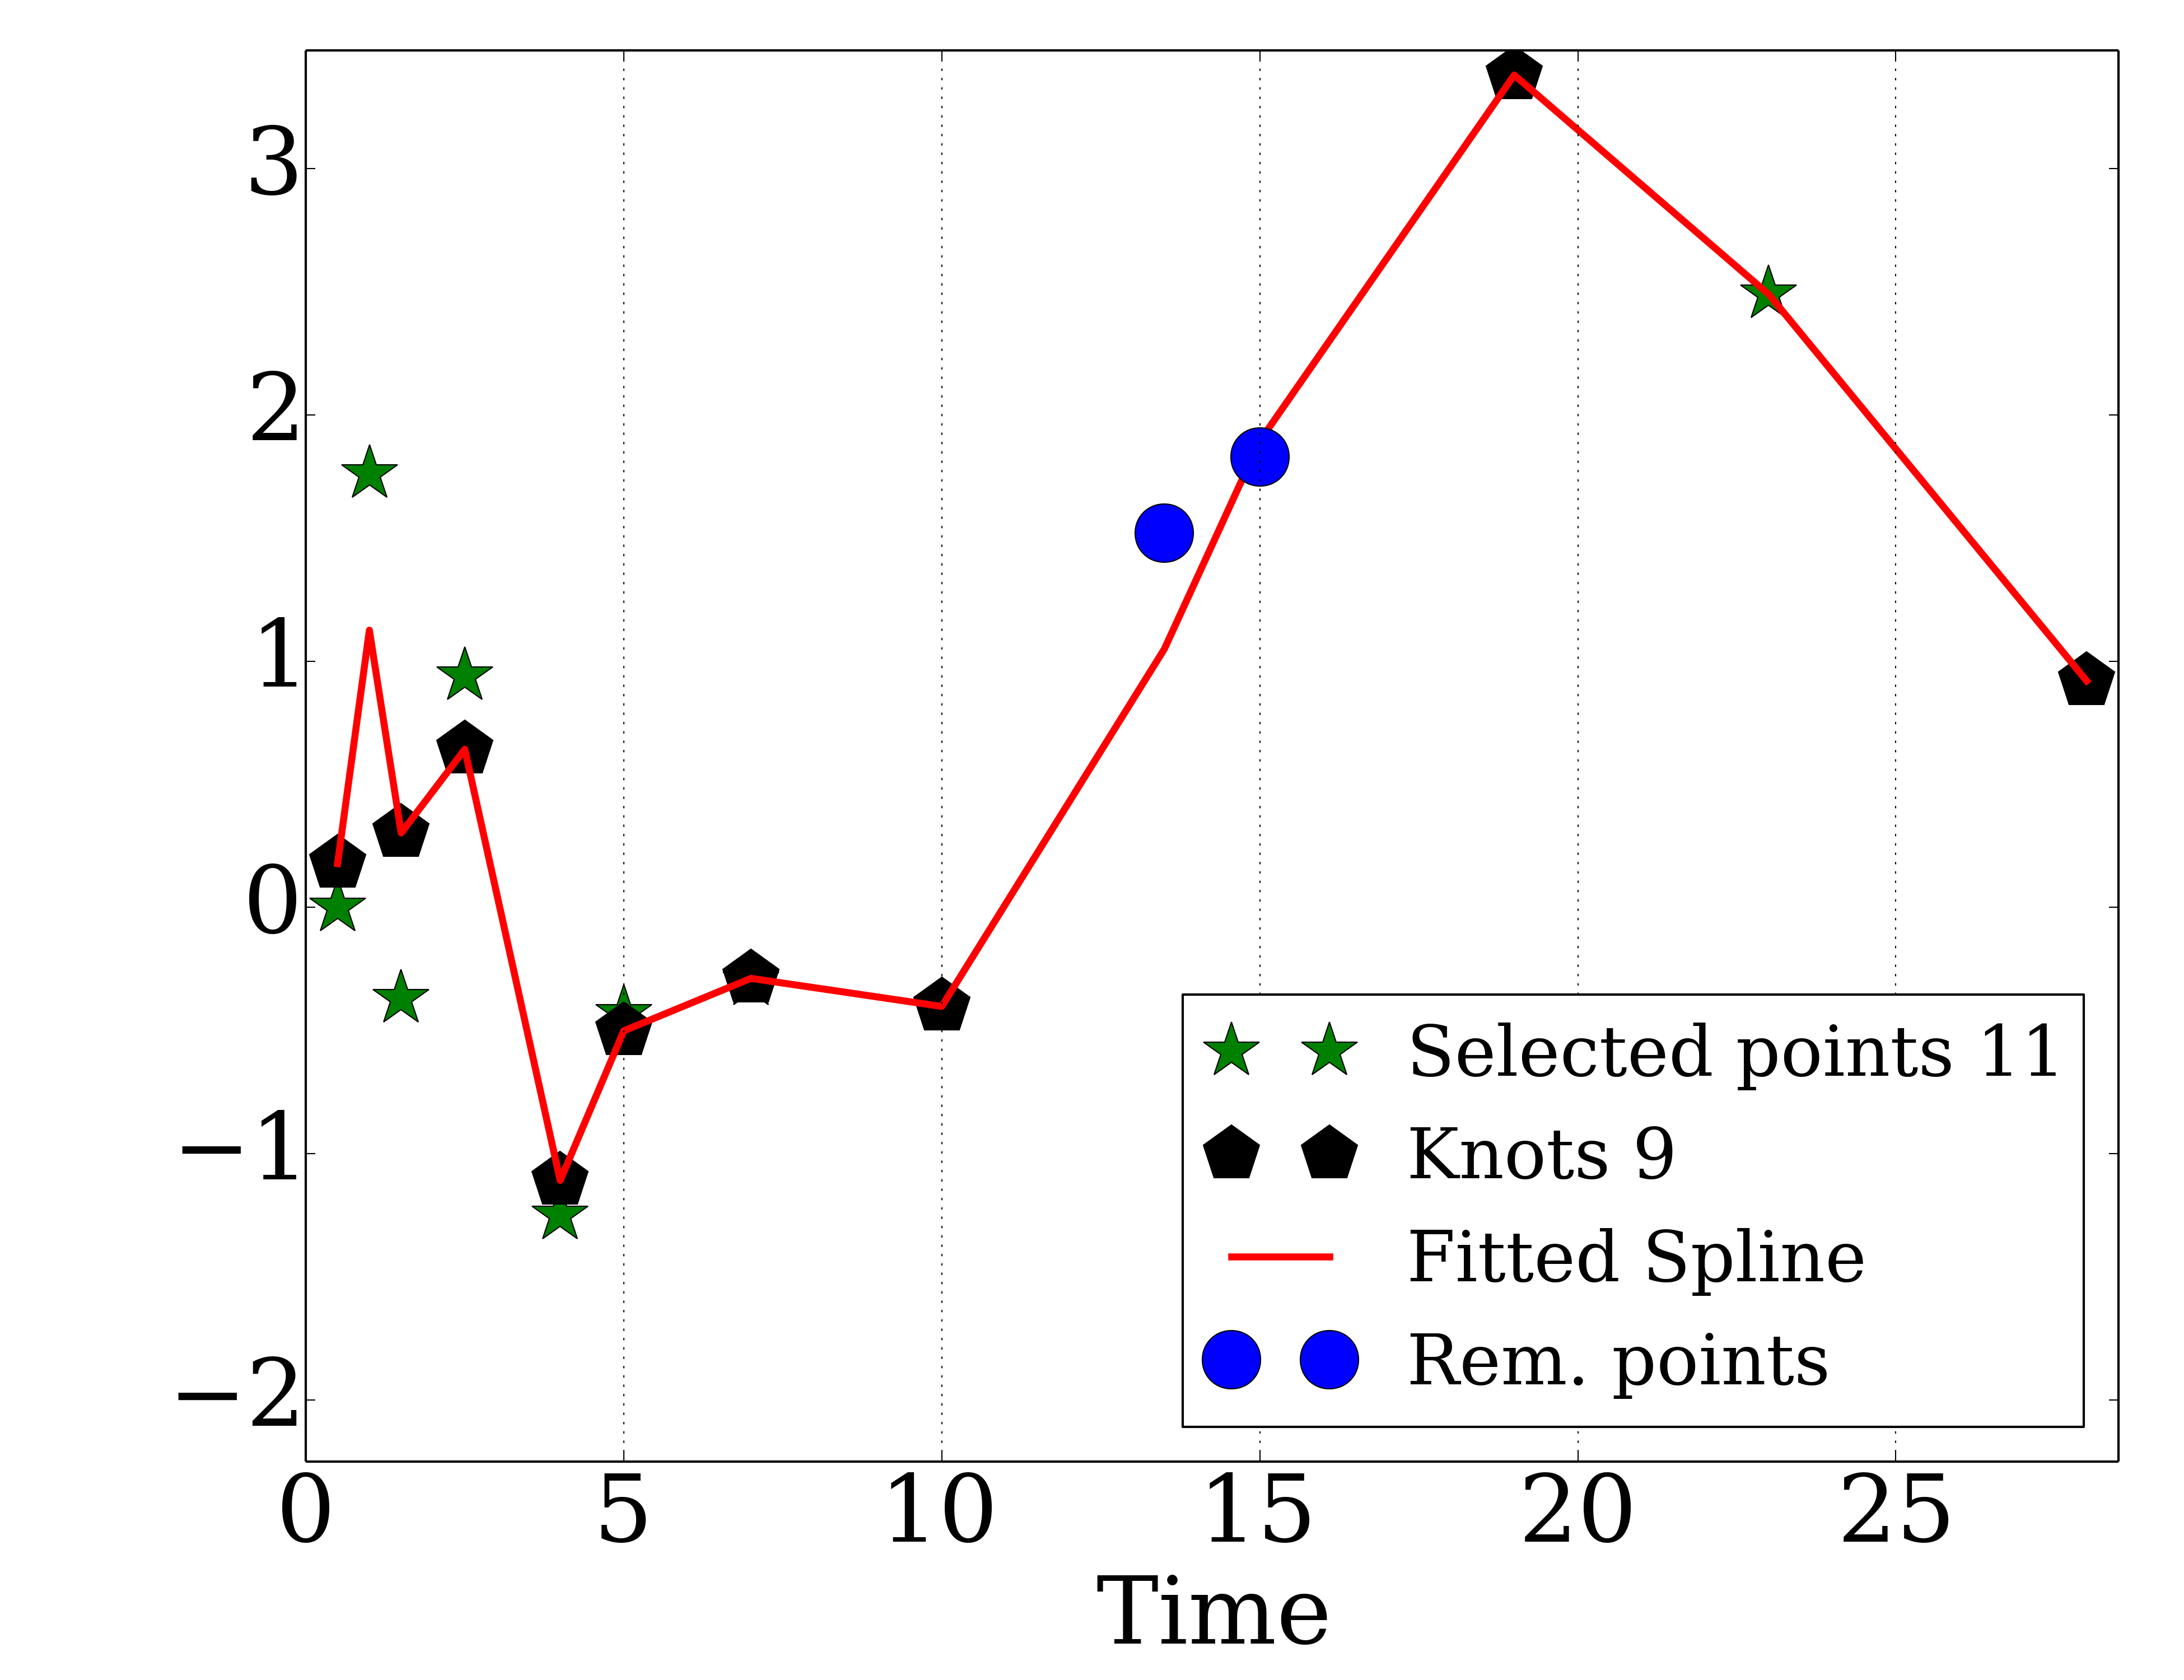 3
2
1
0
−1
−2
Selected points 11
Knots 9
Fitted Spline
Rem. points
0 5 10 15 20 25
Time